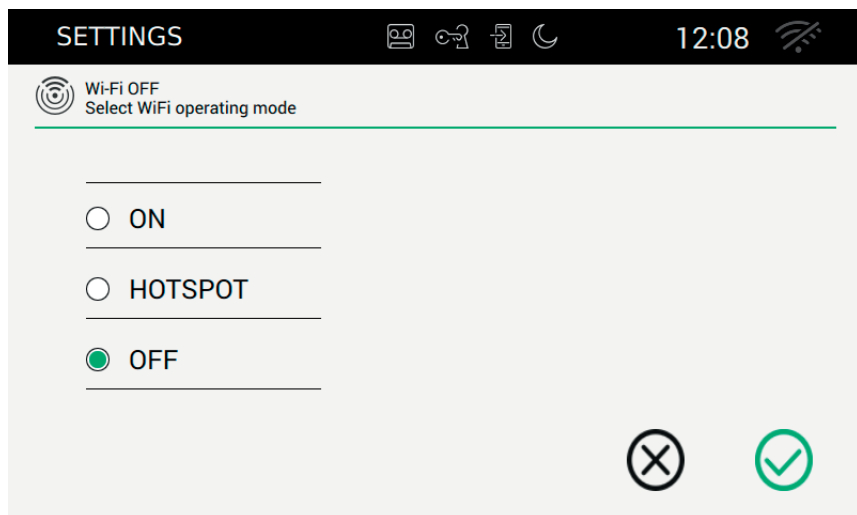 SETTINGS
12:08
Wi-Fi OFF
Select WiFi operating mode
ON
HOTSPOT
OFF